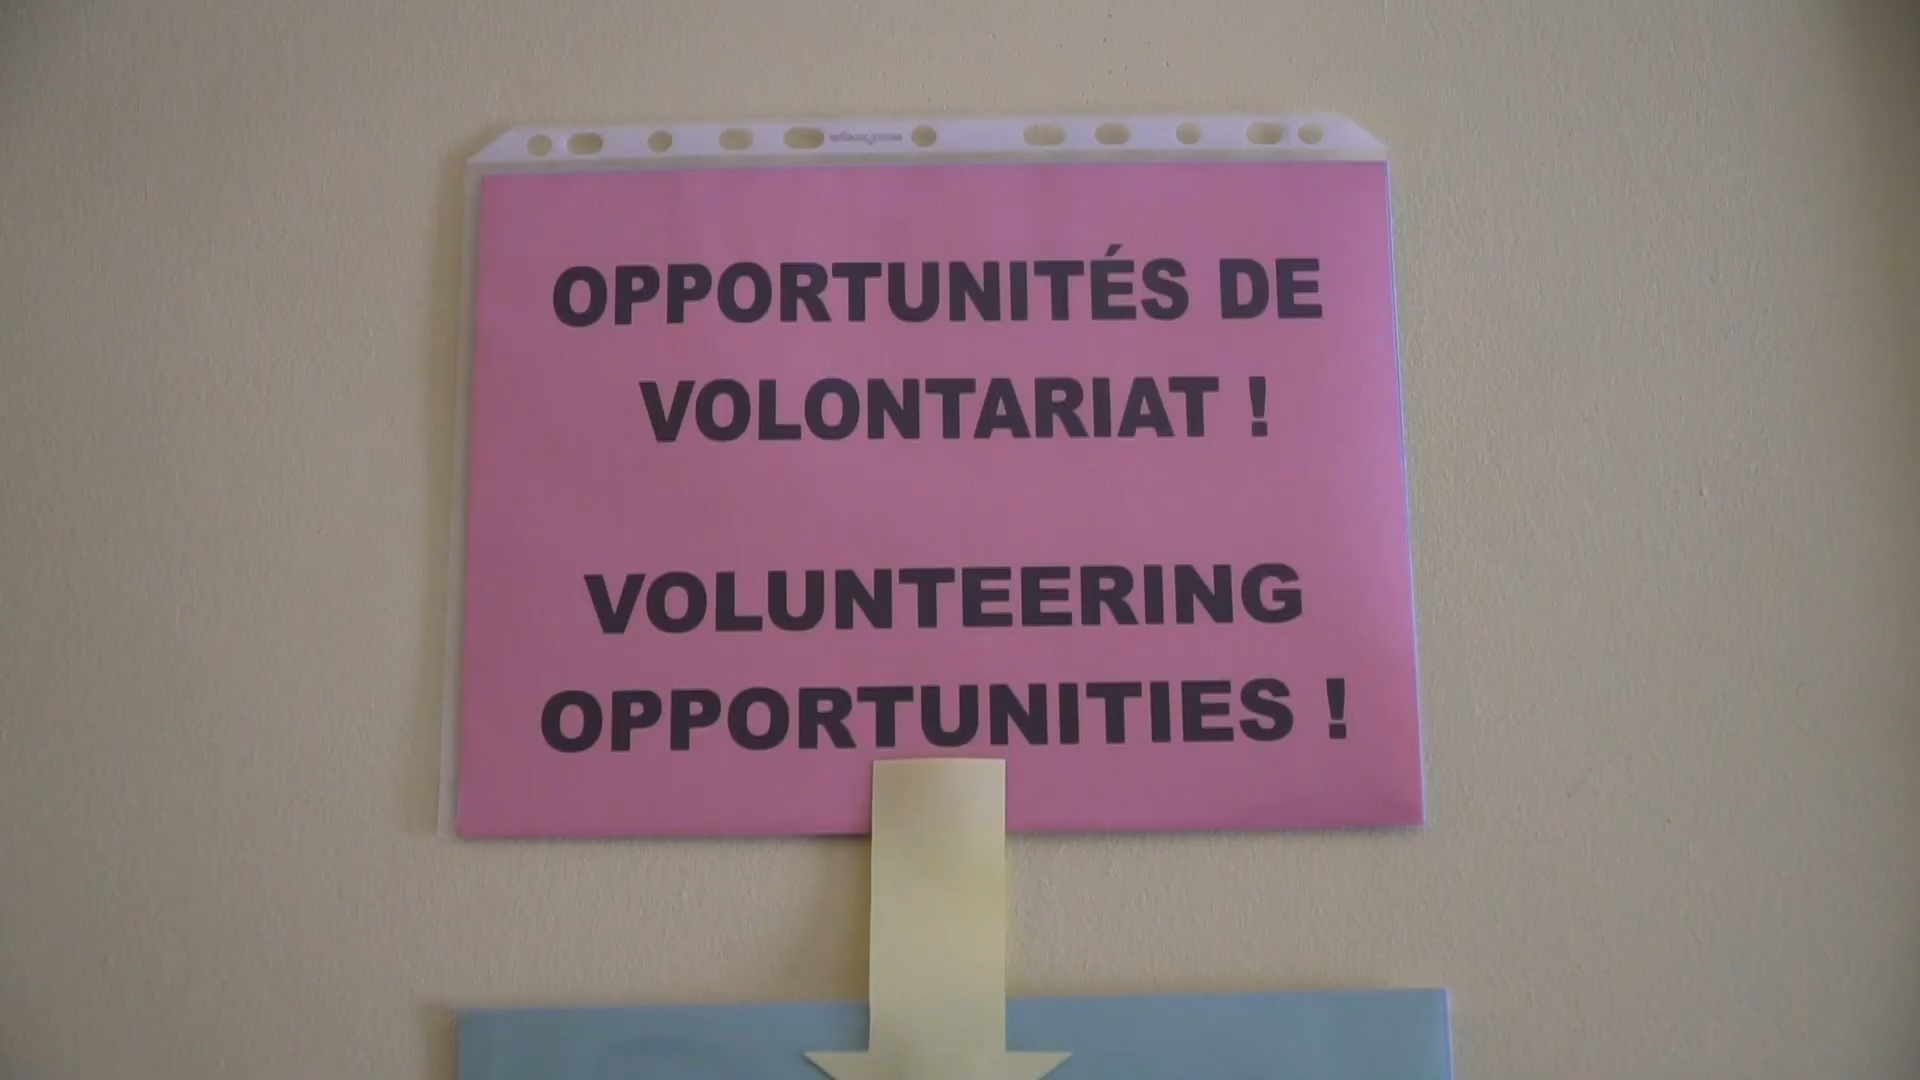 OPPORTUNITÉS DE
VOLONTARIAT !
VOLUNTEERING
OPPORTUNITIES !